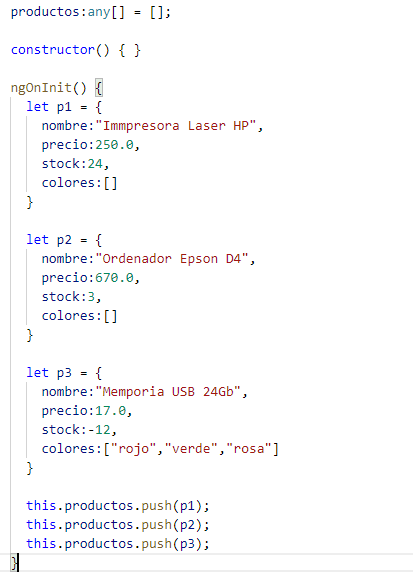 productos:any[] = [];
constructor() { }
ngOnInit() {
let p1 = {
nombre:"Immpresora Laser HP",
precio:250.0,
stock:24,
colores:[]
}
let p2 = {
nombre:"Ordenador Epson D4",
precio:670.0,
stock:3,
colores:[]
}
let p3 = {
nombre:"Memporia USB 24Gb",
precio:17.0,
stock:-12,
colores:["rojo","verde","rosa"]
}
this.productos.push(p1);
this.productos.push(p2);
this.productos.push(p3);
}